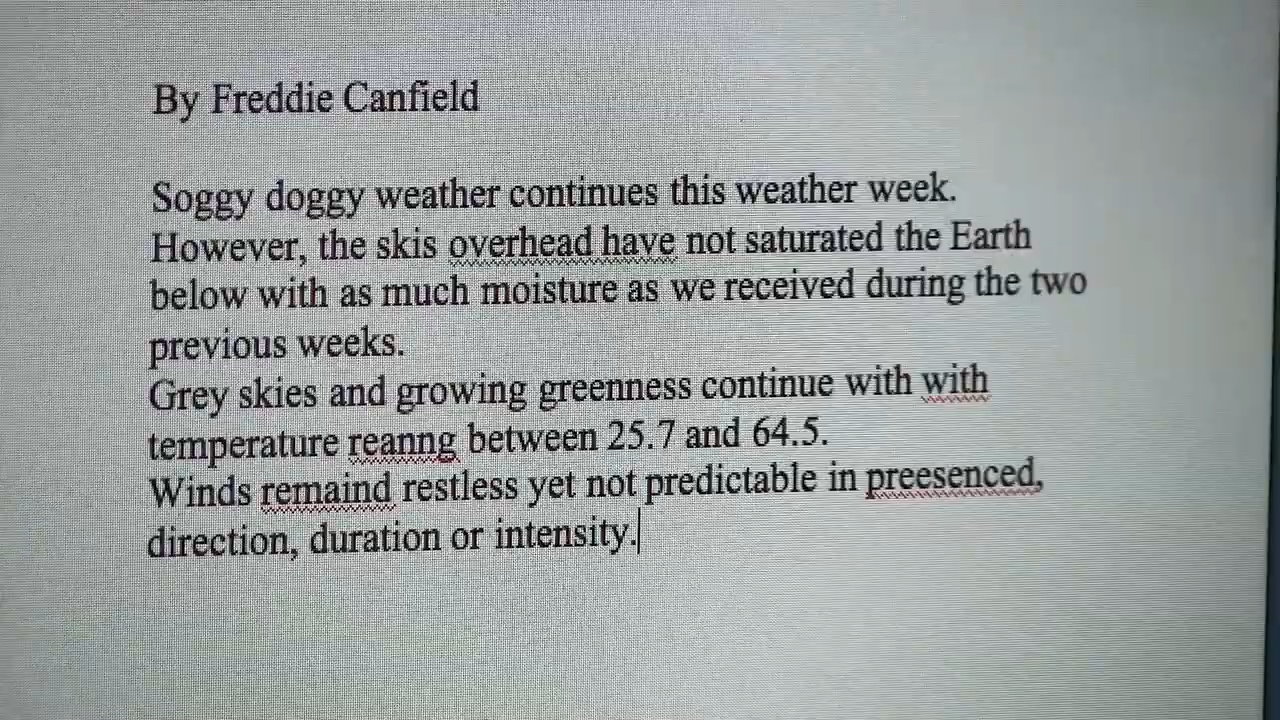 By Freddie Canfield
Soggy doggy weather continues this weather week.
However, the skis overhead have not saturated the Earth
below with as much moisture as we received during the two
previous weeks.
Grey skies and growing greenness continue with with
temperature reanng between 25.7 and 64.5.
Winds remaind restless yet not predictable in preesenced,
direction, duration or intensity.